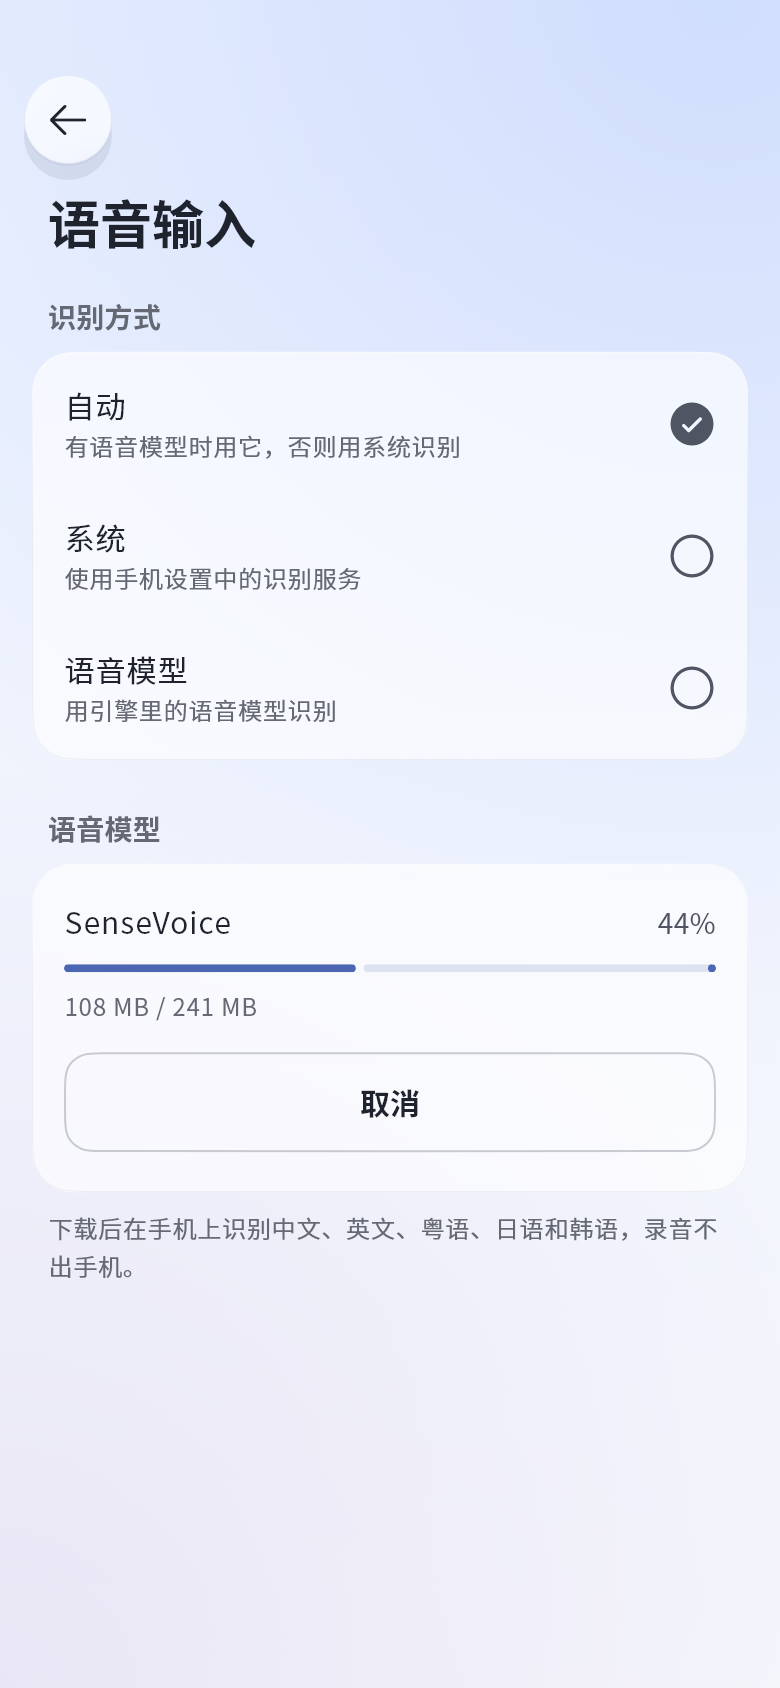 语音输入
识别方式
自动
有语音模型时用它，否则用系统识别
系统
使用手机设置中的识别服务
语音模型
用引擎里的语音模型识别
语音模型
SenseVoice
44%
108 MB / 241 MB
取消
下载后在手机上识别中文、英文、粤语、日语和韩语，录音不
出手机。